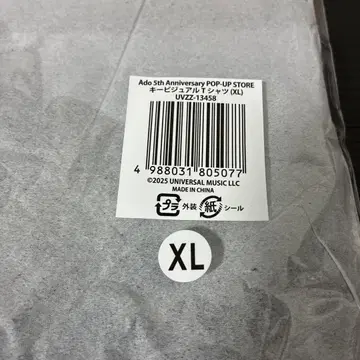 Ado 5th Anniversary POP-UP STORE
キービジュアルTシャツ(XL)
UVZZ-13458
4 988031 805077
©2025 UNIVERSAL MUSIC LLC
MADE IN CHINA
プラ 外装 紙 シール
XL